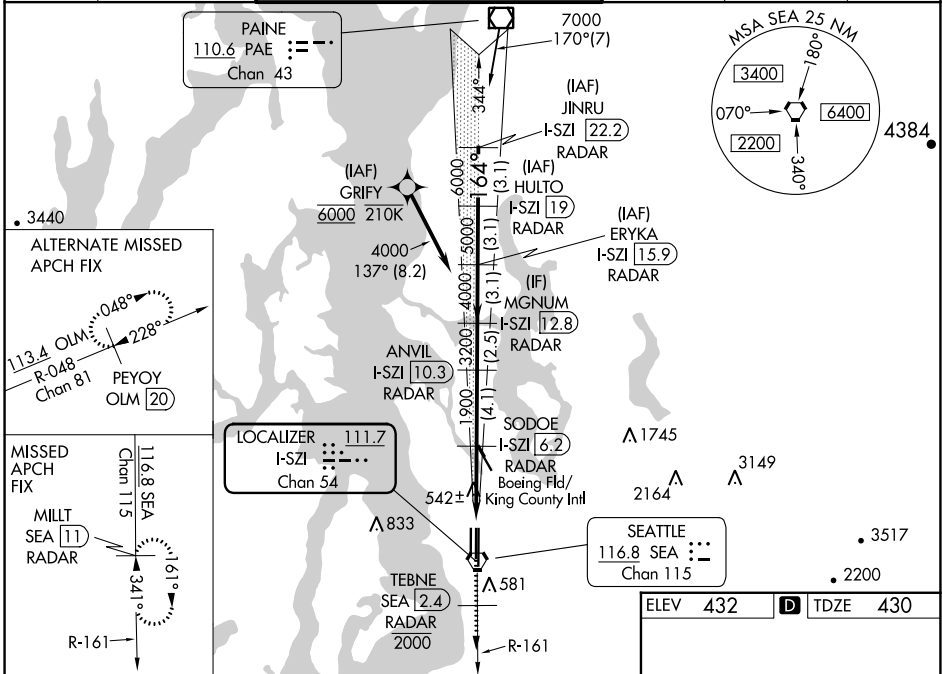 PAINE
110.6 PAE
Chan 43
7000
170°(7)
344°
(IAF)
JINRU
I-SZI 22.2
RADAR
164°
6000
(3.1)
(IAF)
HULTO
I-SZI 19
RADAR
5000
(3.1)
(IAF)
ERYKA
I-SZI 15.9
RADAR
4000
(3.1)
(IF)
MGNUM
I-SZI 12.8
RADAR
3200
(2.5)
ANVIL
I-SZI 10.3
RADAR
1900
(4.1)
SODOE
I-SZI 6.2
RADAR
Boeing Fld/
King County Intl
(IAF)
GRIFY
6000 210K
4000
137° (8.2)
MSA SEA 25 NM
180°
3400
070°
6400
2200
340°
4384
3440
ALTERNATE MISSED
APCH FIX
048°
228°
113.4 OLM
R-048
Chan 81
PEYOY
OLM 20
MISSED
APCH
FIX
116.8 SEA
Chan 115
MILLT
SEA 11
RADAR
161°
341°
R-161
LOCALIZER 111.7
I-SZI
Chan 54
542±
833
1745
2164
3149
3517
2200
SEATTLE
116.8 SEA
Chan 115
TEBNE
SEA 2.4
RADAR
2000
581
R-161
ELEV 432 D TDZE 430